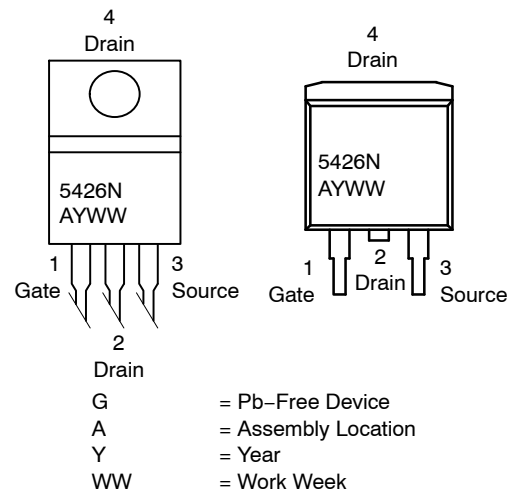 4
Drain
5426N
AYWW
1
Gate
3
Source
2
Drain
4
Drain
5426N
AYWW
1
Gate
2
Drain
3
Source
G = Pb−Free Device
A = Assembly Location
Y = Year
WW = Work Week